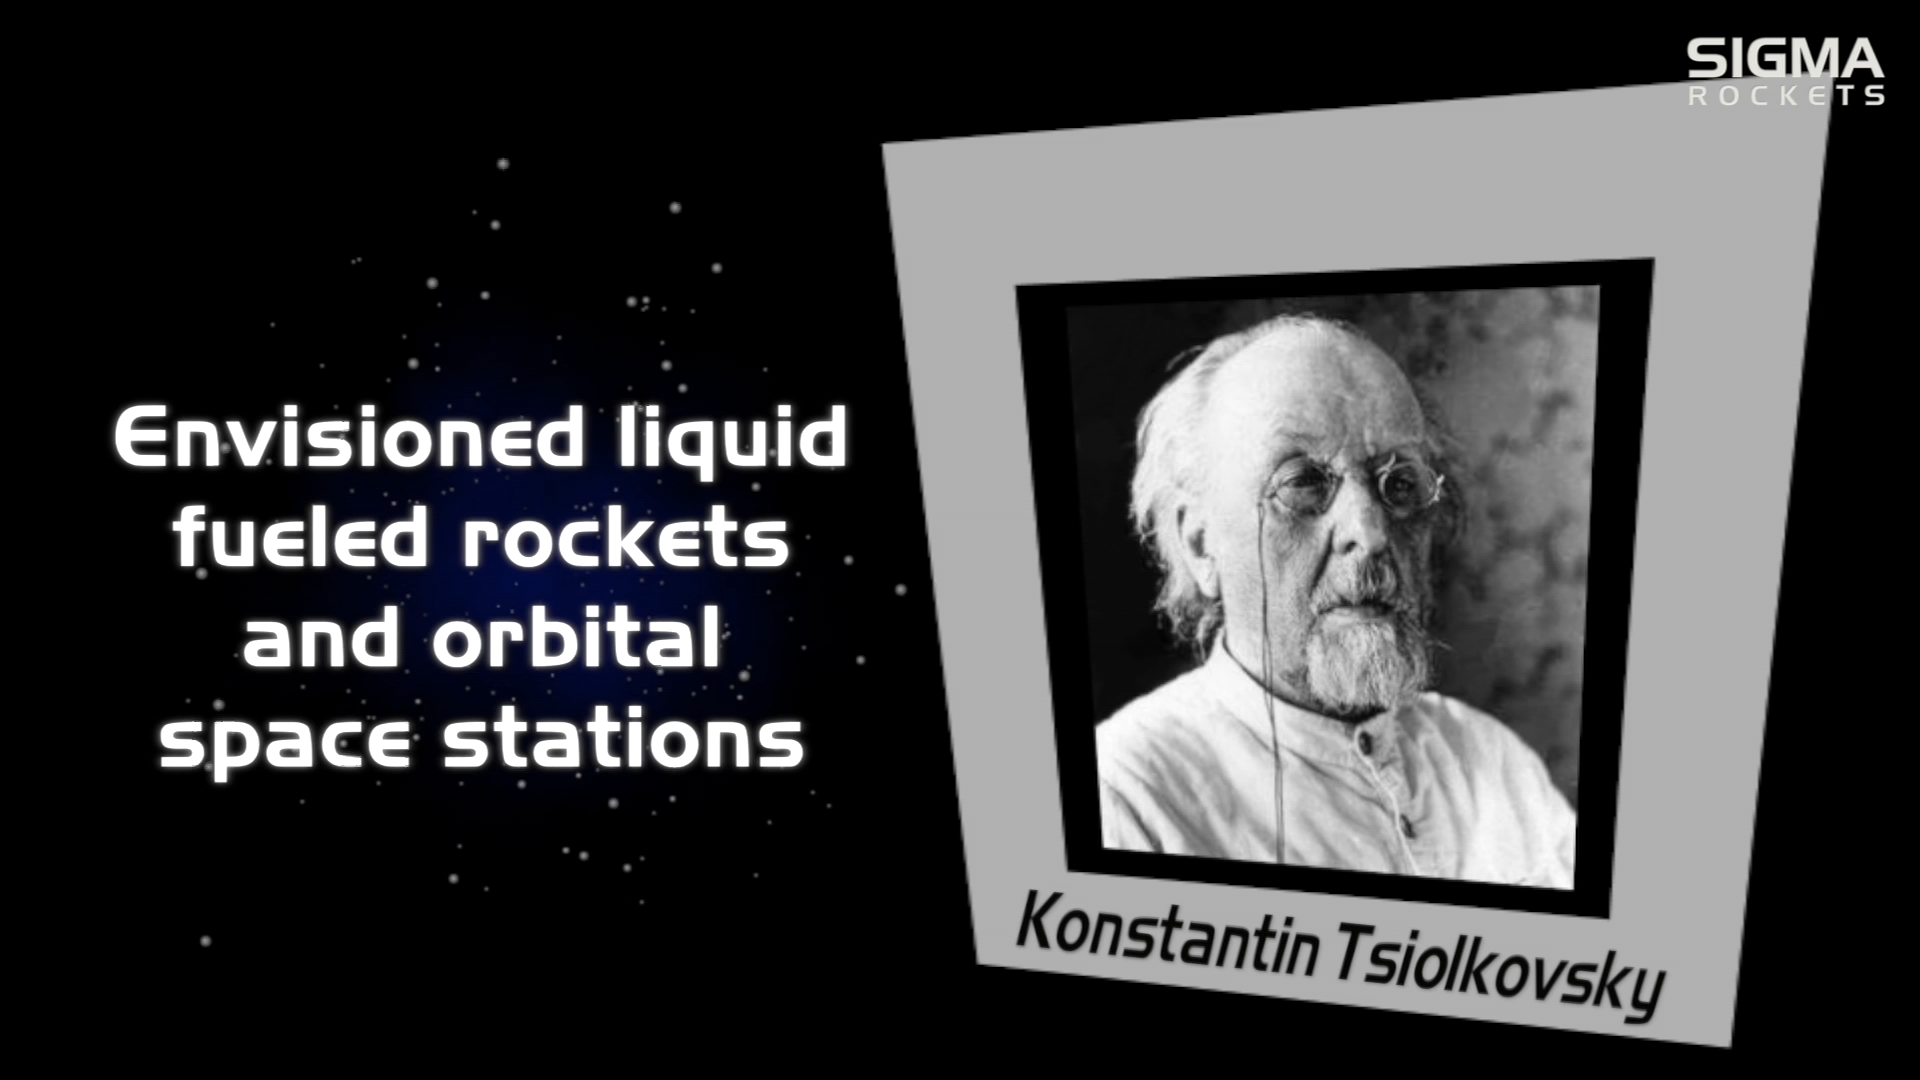 SIGMA
ROCKETS
Envisioned liquid
fueled rockets
and orbital
space stations
Konstantin Tsiolkovsky